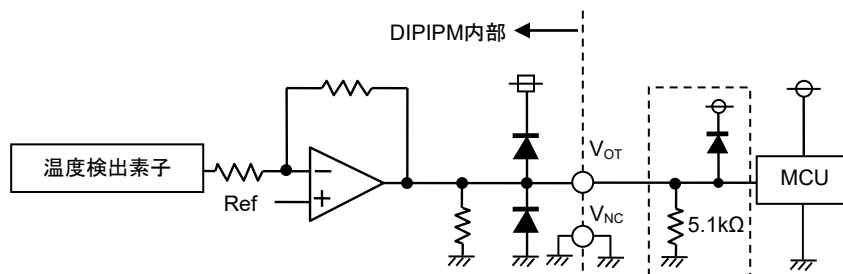 DIPIPM内部
温度検出素子
Ref
−
+
VOT
VNC
5.1kΩ
MCU